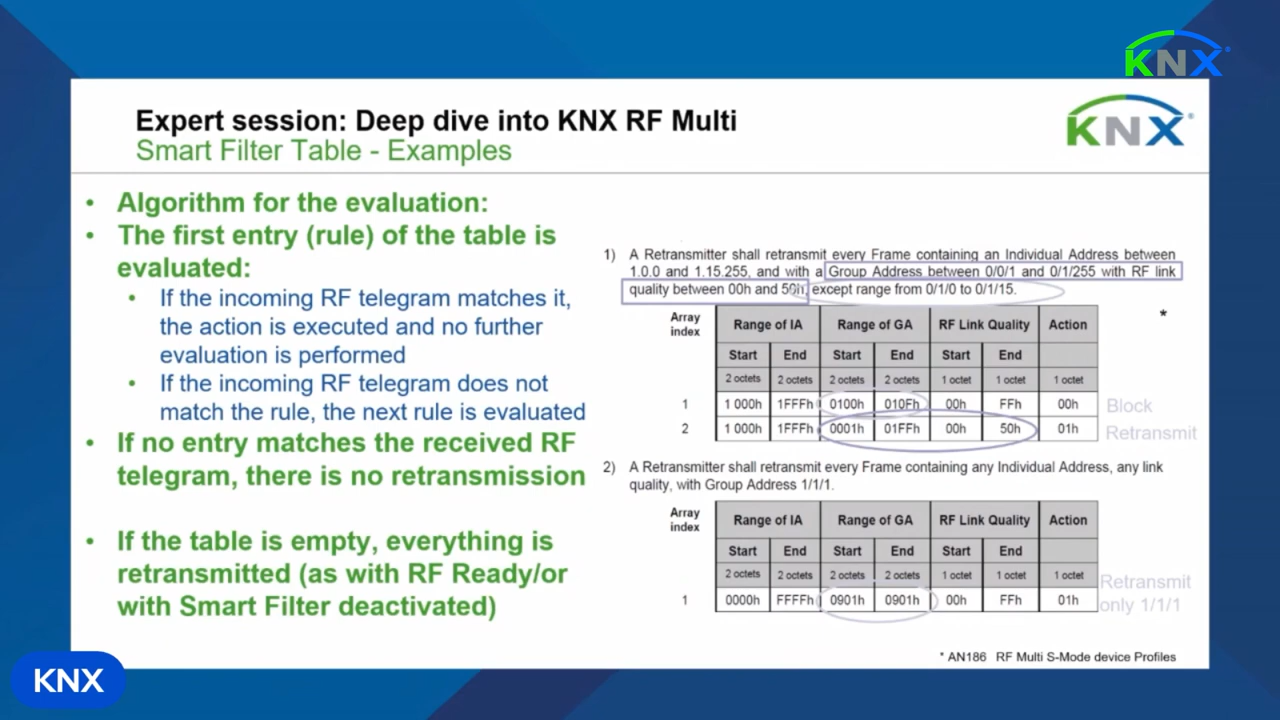 KNX
Expert session: Deep dive into KNX RF Multi
KNX
Smart Filter Table - Examples
• Algorithm for the evaluation:
• The first entry (rule) of the table is
evaluated:
• If the incoming RF telegram matches it,
the action is executed and no further
evaluation is performed
• If the incoming RF telegram does not
match the rule, the next rule is evaluated
• If no entry matches the received RF
telegram, there is no retransmission
• If the table is empty, everything is
retransmitted (as with RF Ready/or
with Smart Filter deactivated)
1) A Retransmitter shall retransmit every Frame containing an Individual Address between
1.0.0 and 1.15.255, and with a Group Address between 0/0/1 and 0/1/255 with RF link
quality between 00h and 50h, except range from 0/1/0 to 0/1/15.
Array index Range of IA Range of GA RF Link Quality Action *
Start End Start End Start End
2 octets 2 octets 2 octets 2 octets 1 octet 1 octet 1 octet
1 1 000h 1FFFh 0100h 010Fh 00h FFh 00h Block
2 1 000h 1FFFh 0001h 01FFh 00h 50h 01h Retransmit
2) A Retransmitter shall retransmit every Frame containing any Individual Address, any link
quality, with Group Address 1/1/1.
Array index Range of IA Range of GA RF Link Quality Action
Start End Start End Start End
2 octets 2 octets 2 octets 2 octets 1 octet 1 octet 1 octet
1 0000h FFFFh 0901h 0901h 00h FFh 01h
Retransmit
only 1/1/1
* AN186 RF Multi S-Mode device Profiles
KNX